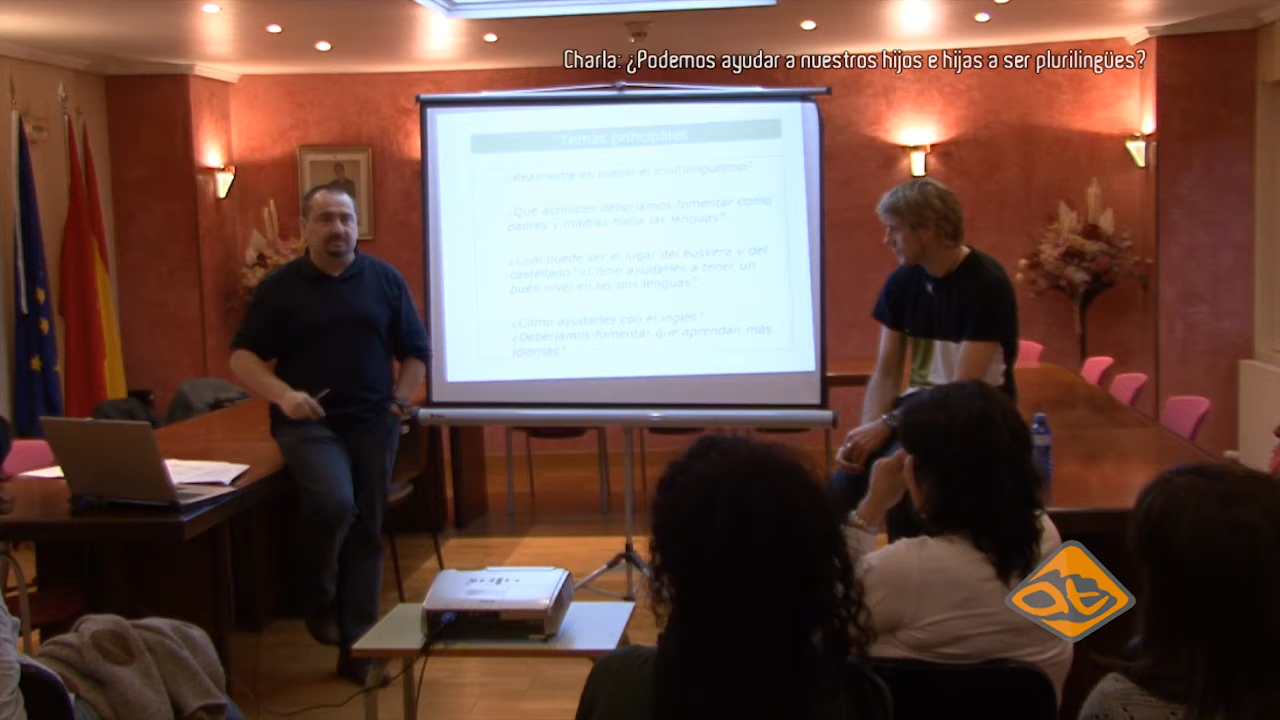 Charla: ¿Podemos ayudar a nuestros hijos e hijas a ser plurilingües?
Temas principales
¿Realmente es bueno el multilingüismo?
¿Qué actitudes deberíamos fomentar como
padres y madres hacia las lenguas?
¿Cuál puede ser el lugar del euskera y del
castellano? ¿Cómo ayudarles a tener un
buen nivel en las dos lenguas?
¿Cómo ayudarles con el inglés?
¿Deberíamos fomentar que aprendan más
idiomas?